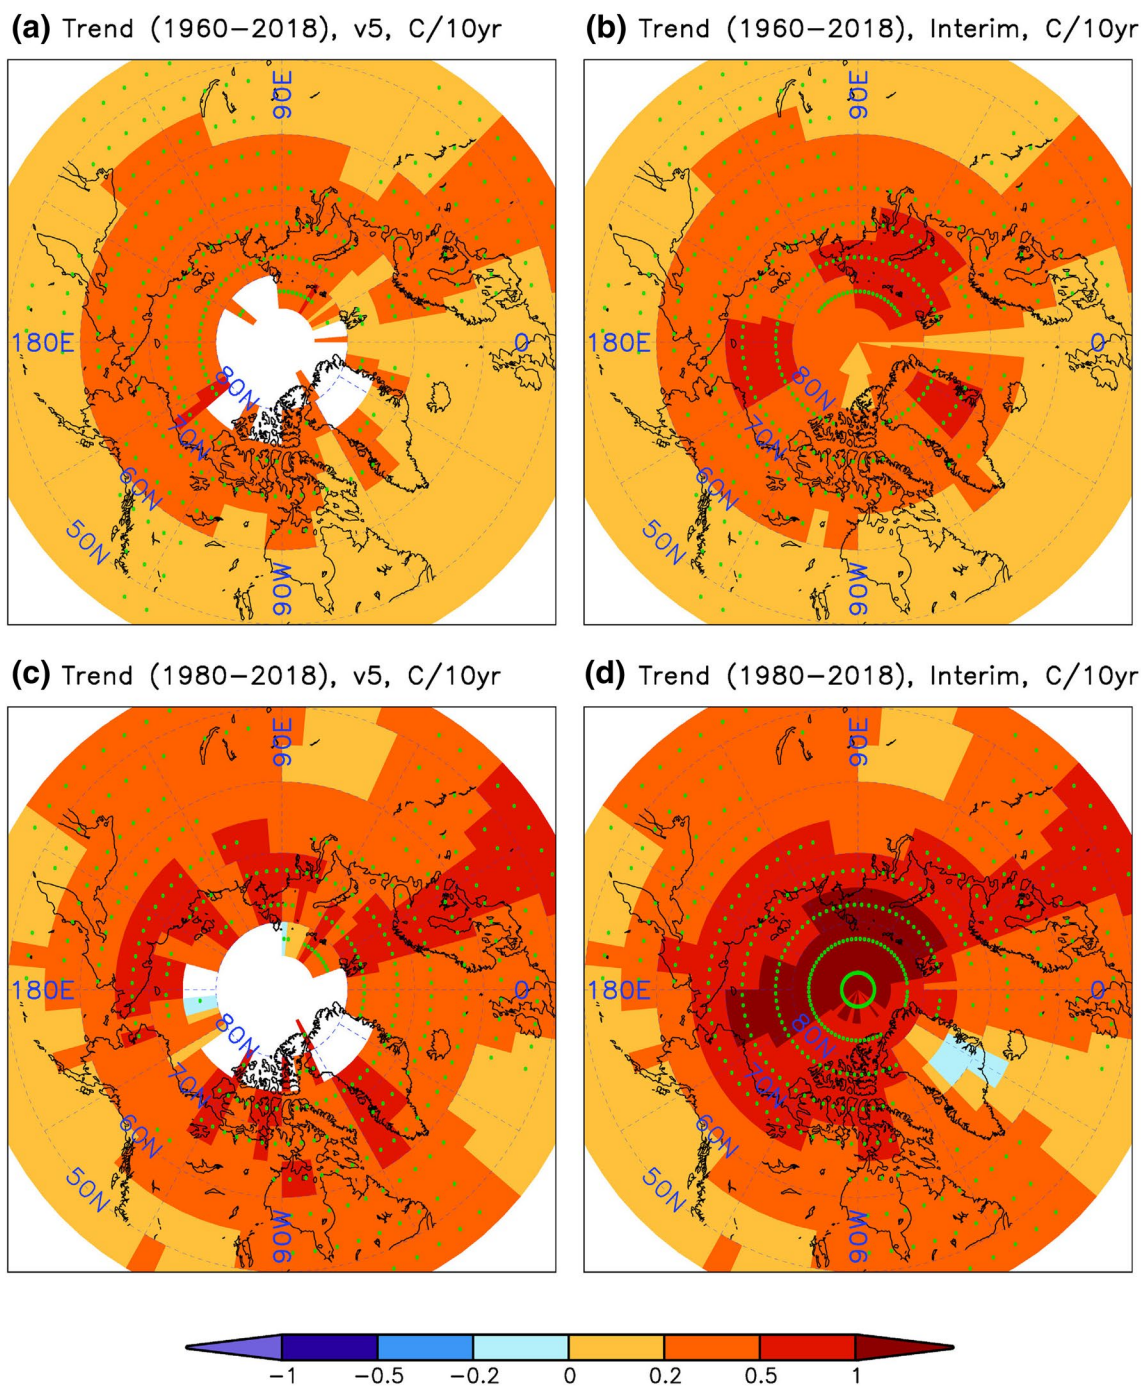 (a) Trend (1960−2018), v5, C/10yr
(b) Trend (1960−2018), Interim, C/10yr
90E
180E
0
80N
70N
60N
50N
90W
90E
180E
0
80N
70N
60N
50N
90W
(c) Trend (1980−2018), v5, C/10yr
(d) Trend (1980−2018), Interim, C/10yr
90E
180E
0
80N
70N
60N
50N
90W
90E
180E
0
80N
70N
60N
50N
90W
−1 −0.5 −0.2 0 0.2 0.5 1